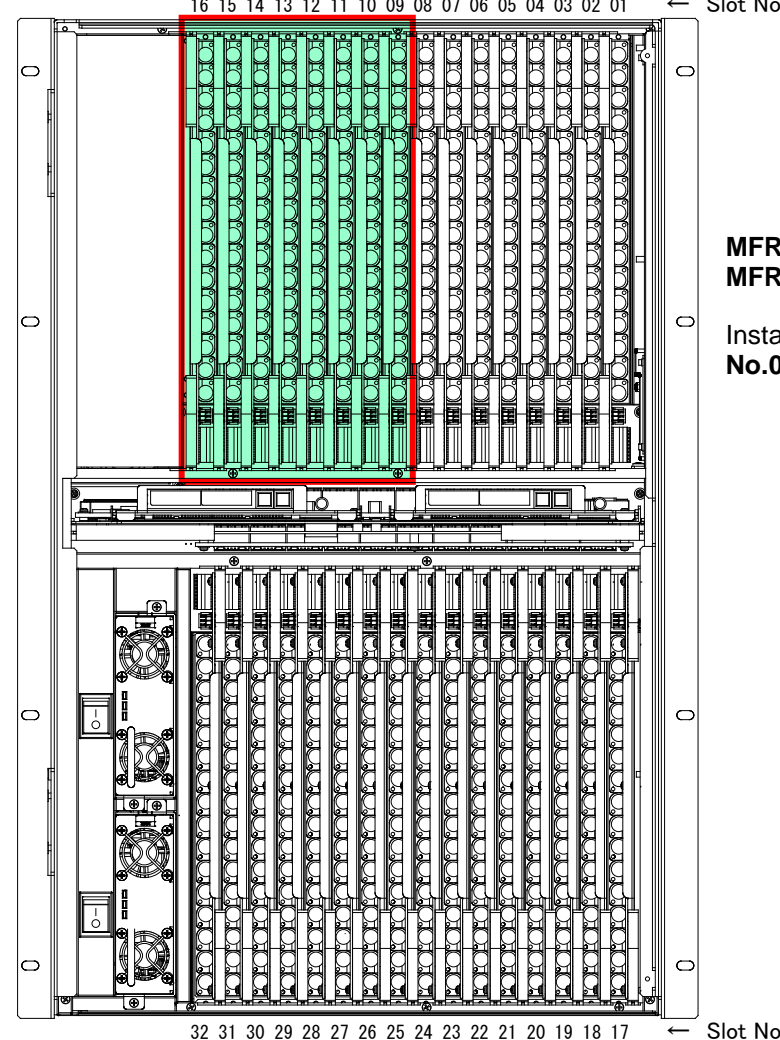 16 15 14 13 12 11 10 09 08 07 06 05 04 03 02 01 ← Slot No
MFR
MFR
Insta
No.0
32 31 30 29 28 27 26 25 24 23 22 21 20 19 18 17 ← Slot No